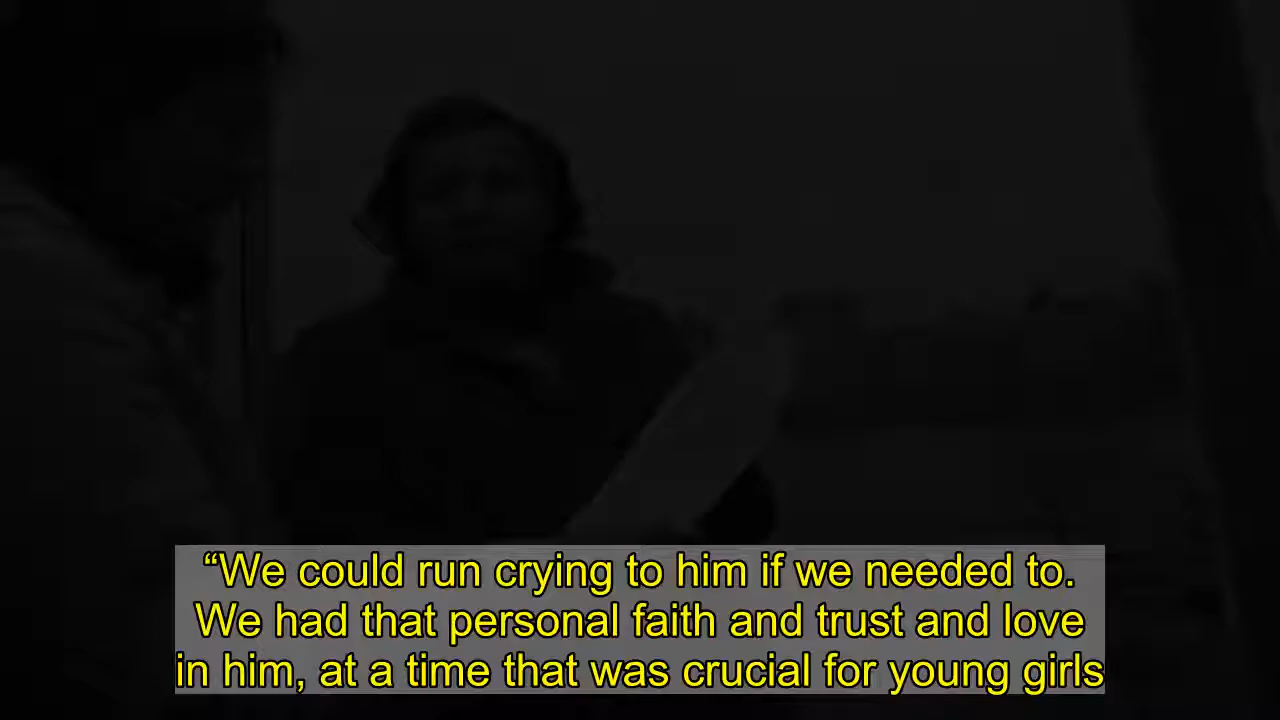 “We could run crying to him if we needed to.
We had that personal faith and trust and love
in him, at a time that was crucial for young girls